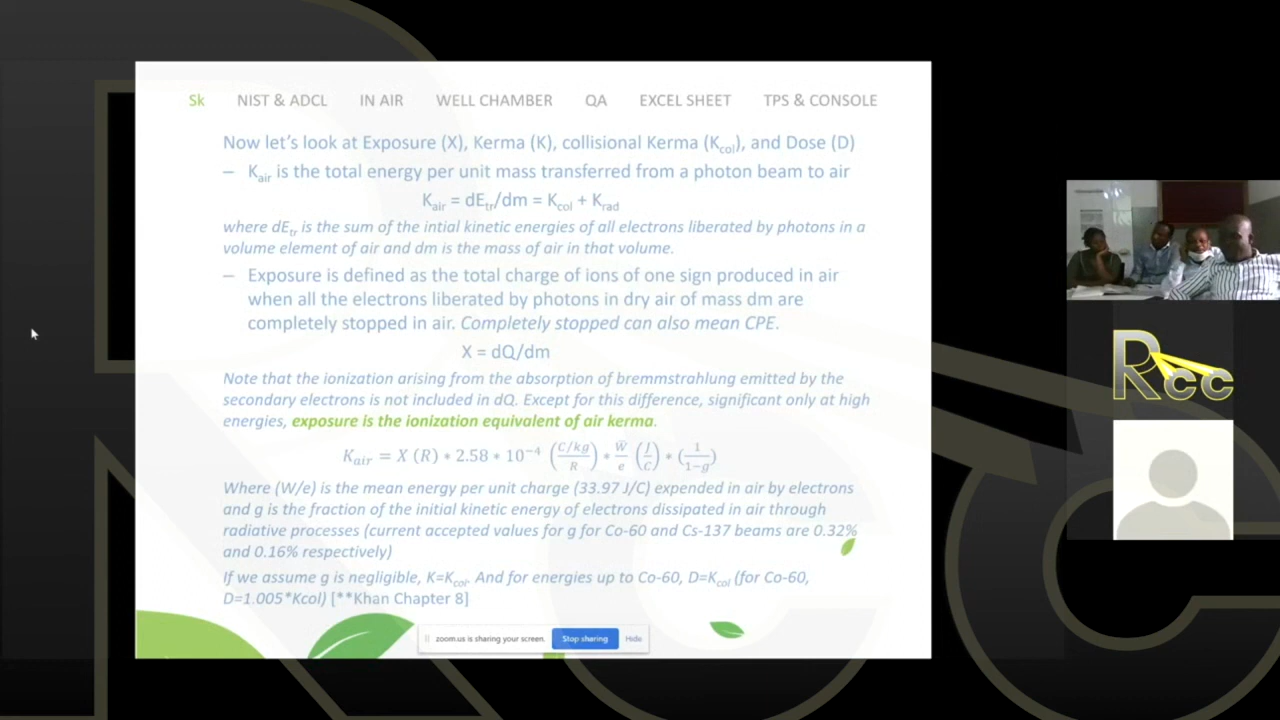 Sk NIST & ADCL IN AIR WELL CHAMBER QA EXCEL SHEET TPS & CONSOLE
Now let's look at Exposure (X), Kerma (K), collisional Kerma (Kcol), and Dose (D)
– Kair is the total energy per unit mass transferred from a photon beam to air
Kair = dEtr/dm = Kcol + Krad
where dEtr is the sum of the intial kinetic energies of all electrons liberated by photons in a
volume element of air and dm is the mass of air in that volume.
– Exposure is defined as the total charge of ions of one sign produced in air
when all the electrons liberated by photons in dry air of mass dm are
completely stopped in air. Completely stopped can also mean CPE.
X = dQ/dm
Note that the ionization arising from the absorption of bremmstrahlung emitted by the
secondary electrons is not included in dQ. Except for this difference, significant only at high
energies, exposure is the ionization equivalent of air kerma.
Kair = X (R) * 2.58 * 10⁻⁴ ((C/kg)/R) * W̄/e (J/C) * (1/(1−g))
Where (W/e) is the mean energy per unit charge (33.97 J/C) expended in air by electrons
and g is the fraction of the initial kinetic energy of electrons dissipated in air through
radiative processes (current accepted values for g for Co-60 and Cs-137 beams are 0.32%
and 0.16% respectively)
If we assume g is negligible, K=Kcol. And for energies up to Co-60, D=Kcol (for Co-60,
D=1.005*Kcol) [**Khan Chapter 8]
zoom.us is sharing your screen. Stop sharing Hide
Rcc